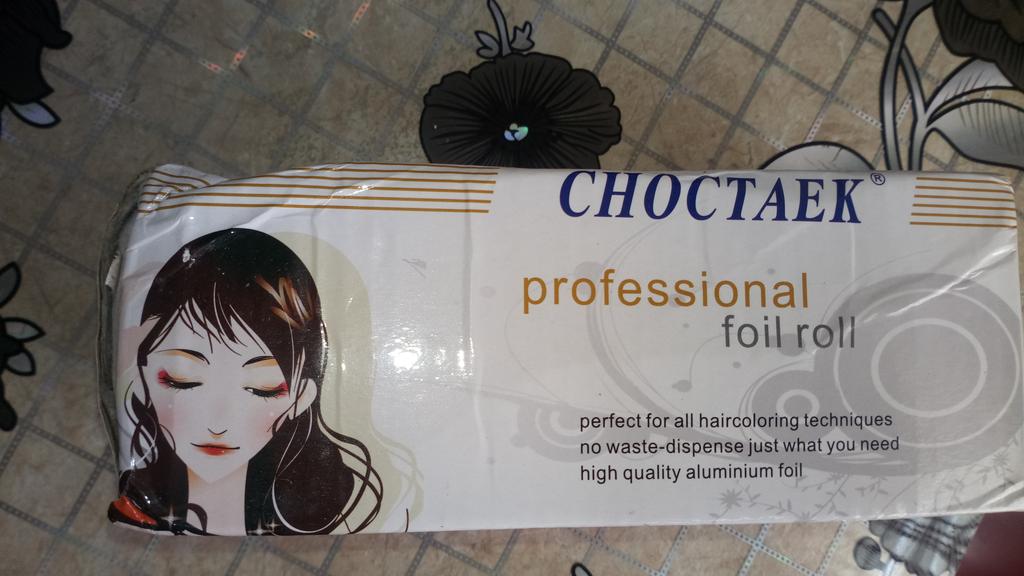 CHOCTAEK®
professional
foil roll
perfect for all haircoloring techniques
no waste-dispense just what you need
high quality aluminium foil